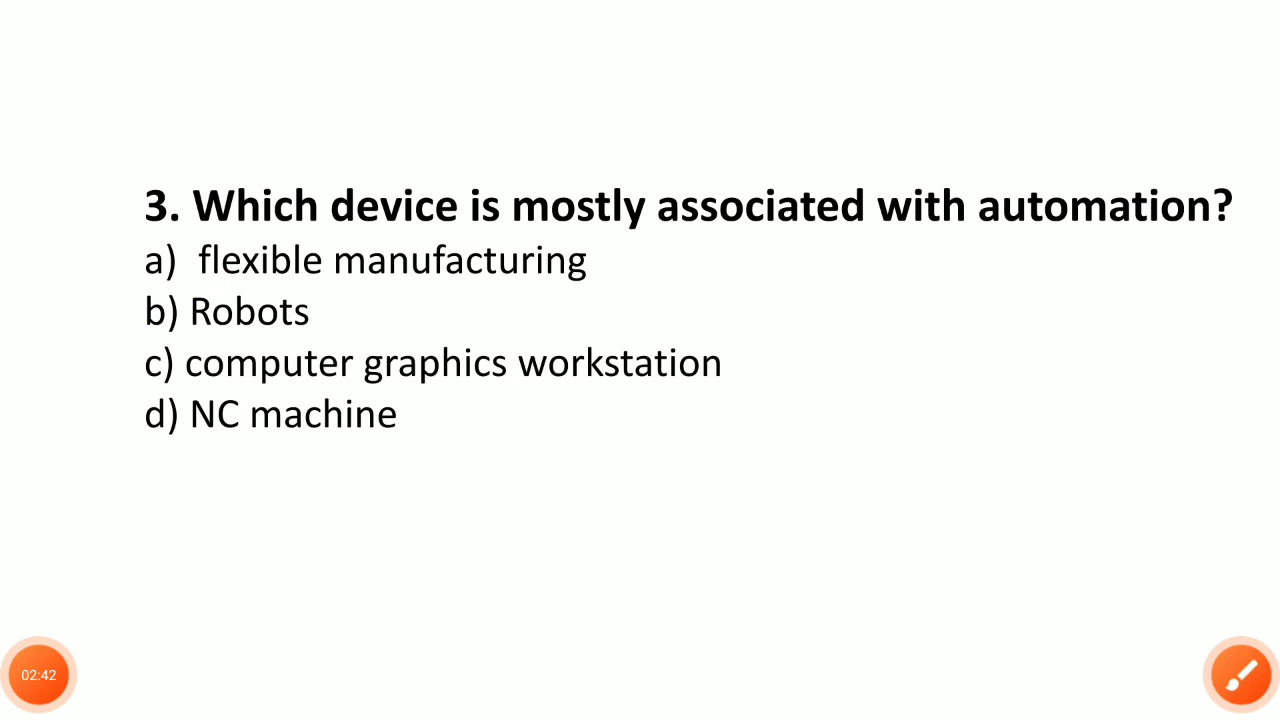 3. Which device is mostly associated with automation?
a) flexible manufacturing
b) Robots
c) computer graphics workstation
d) NC machine
02:42